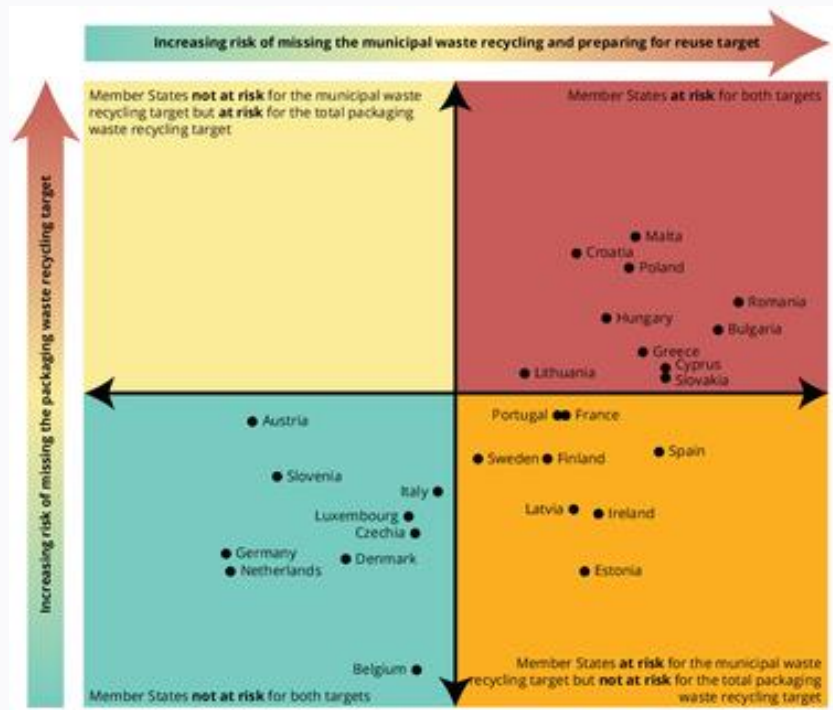 Increasing risk of missing the municipal waste recycling and preparing for reuse target
Increasing risk of missing the packaging waste recycling target
Member States not at risk for the municipal waste
recycling target but at risk for the total packaging
waste recycling target
Member States at risk for both targets
Malta
Croatia
Poland
Romania
Hungary
Bulgaria
Greece
Cyprus
Lithuania
Slovakia
Austria
Slovenia
Italy
Luxembourg
Czechia
Germany
Denmark
Netherlands
Belgium
Member States not at risk for both targets
Portugal
France
Spain
Sweden
Finland
Latvia
Ireland
Estonia
Member States at risk for the municipal waste
recycling target but not at risk for the total packaging
waste recycling target